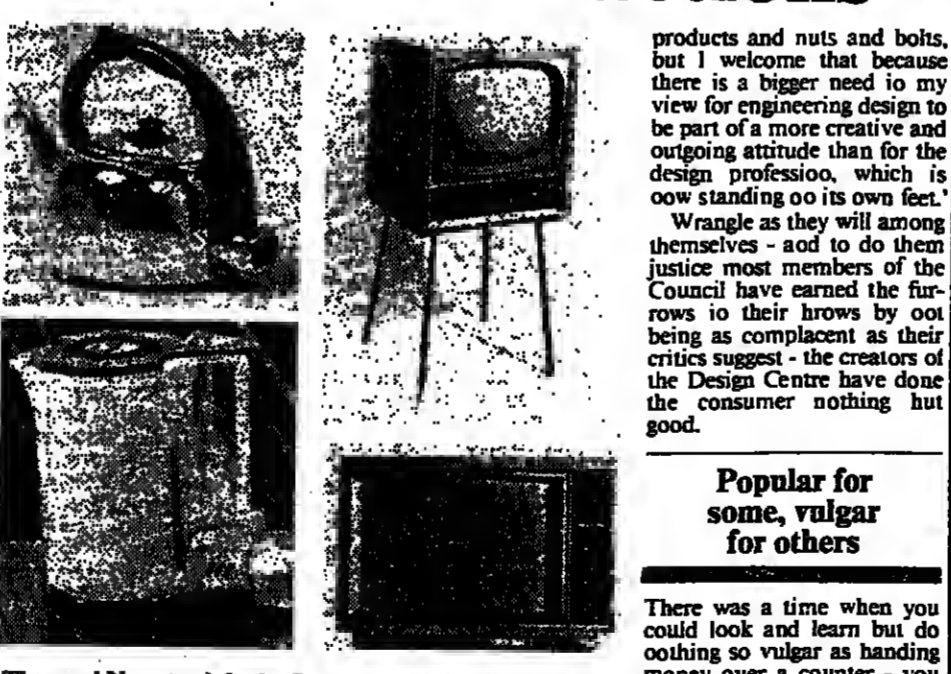 products and nuts and bolts,
but I welcome that because
there is a bigger need io my
view for engineering design to
be part of a more creative and
outgoing attitude than for the
design professioo, which is
oow standing oo its own feet.'
Wrangle as they will among
themselves - aod to do them
justice most members of the
Council have earned the fur-
rows io their hrows by oot
being as complacent as their
critics suggest - the creators of
the Design Centre have done
the consumer nothing hut
good.
Popular for
some, vulgar
for others
There was a time when you
could look and learn but do
oothing so vulgar as handing
money over a counter - you